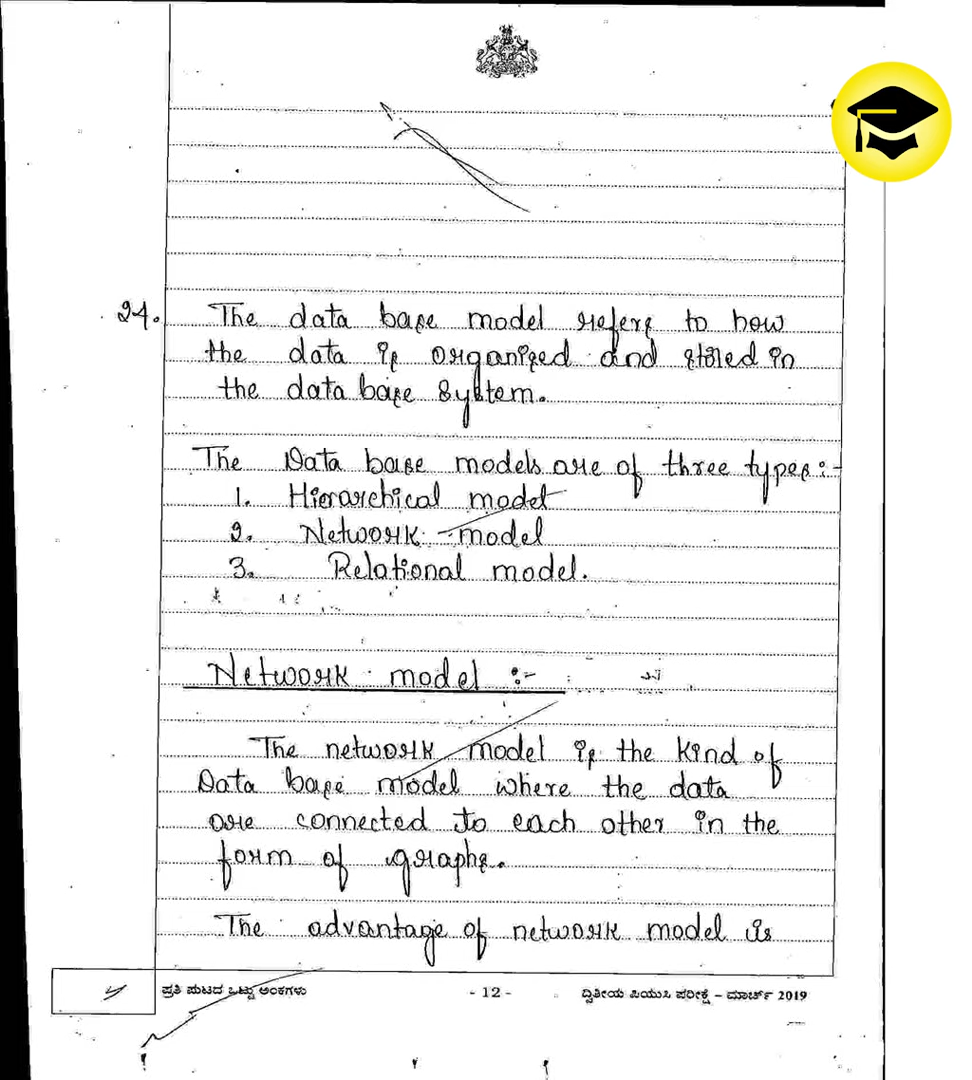 24. The data base model refers to how
the data is organised and stored in
the data base System.
The Data base models are of three types :-
1. Hierarchical model
2. Network - model
3. Relational model.
Network model :-
The network model is the kind of
Data base model where the data
are connected to each other in the
form of graphs.
The advantage of network model is
ಪ್ರತಿ ಪುಟದ ಒಟ್ಟು ಅಂಕಗಳು - 12 - ದ್ವಿತೀಯ ಪಿಯುಸಿ ಪರೀಕ್ಷೆ – ಮಾರ್ಚ್ 2019